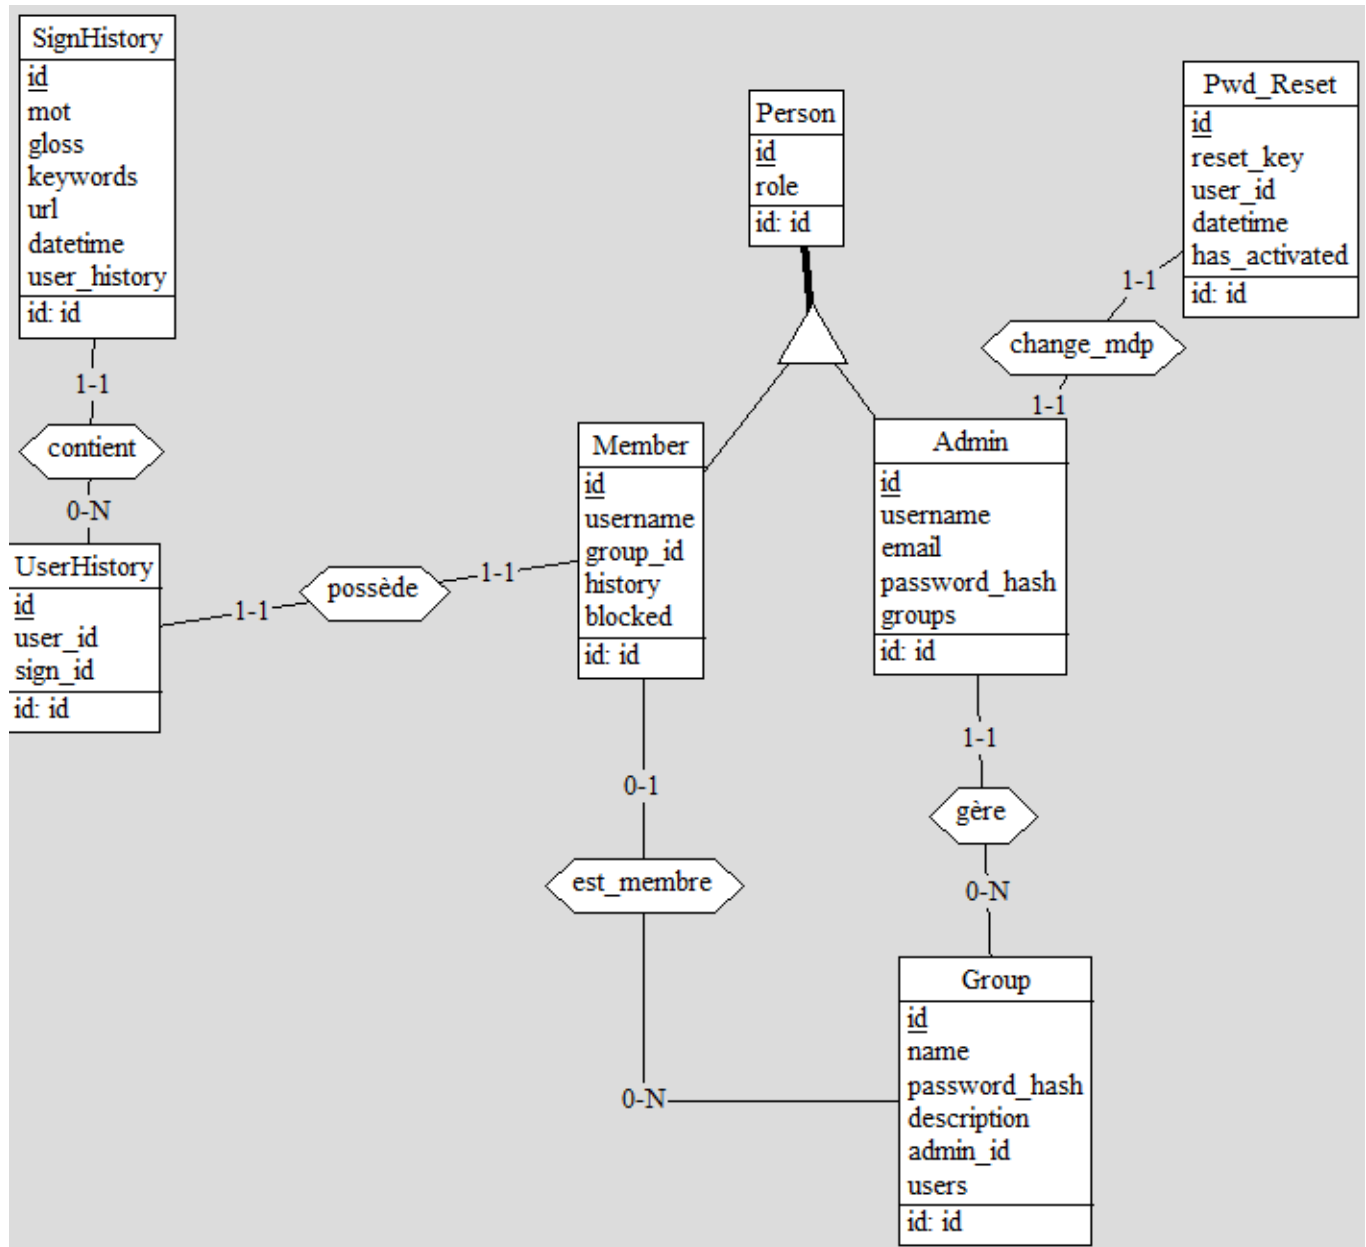 SignHistory
id
mot
gloss
keywords
url
datetime
user_history
id: id
1-1
contient
0-N
UserHistory
id
user_id
sign_id
id: id
1-1
possède
1-1
Person
id
role
id: id
Member
id
username
group_id
history
blocked
id: id
0-1
est_membre
0-N
Pwd_Reset
id
reset_key
user_id
datetime
has_activated
id: id
1-1
change_mdp
1-1
Admin
id
username
email
password_hash
groups
id: id
1-1
gère
0-N
Group
id
name
password_hash
description
admin_id
users
id: id